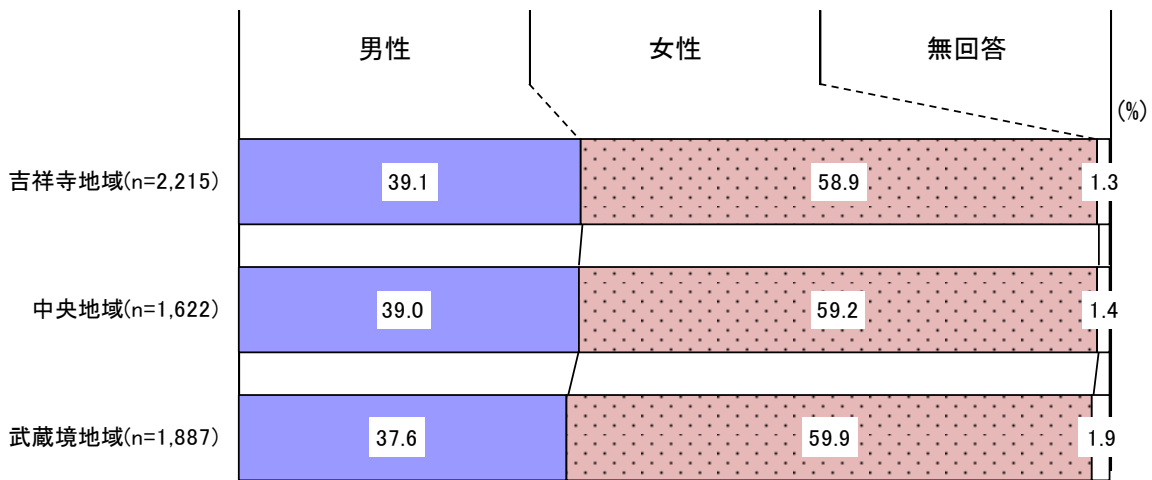 男性 女性 無回答
(%)
吉祥寺地域(n=2,215) 39.1 58.9 1.3
中央地域(n=1,622) 39.0 59.2 1.4
武蔵境地域(n=1,887) 37.6 59.9 1.9